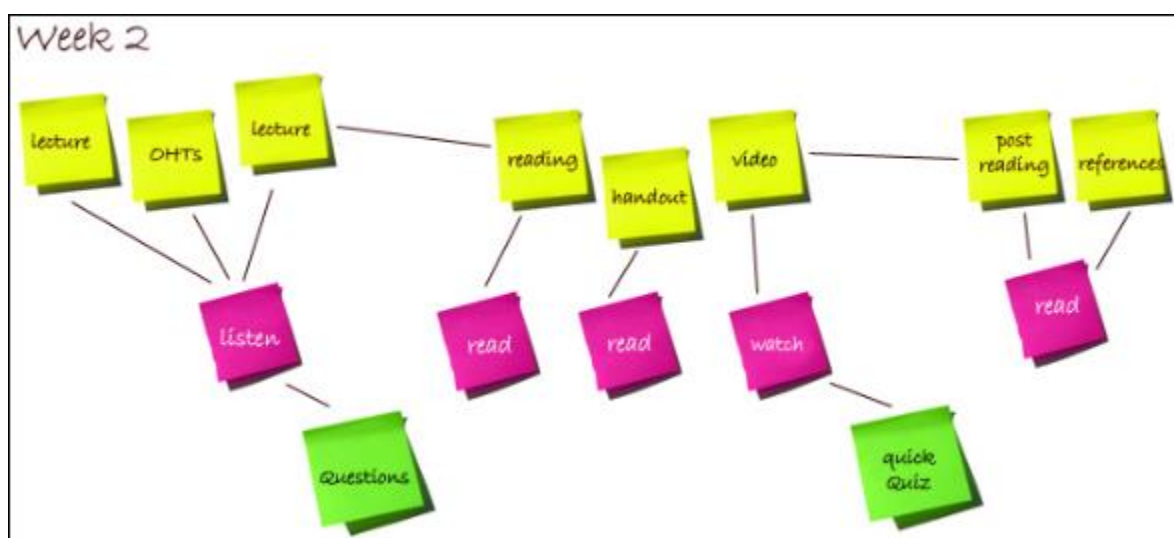 Week 2
lecture
OHTs
lecture
reading
handout
video
post
reading
references
listen
read
read
watch
read
Questions
quick
Quiz